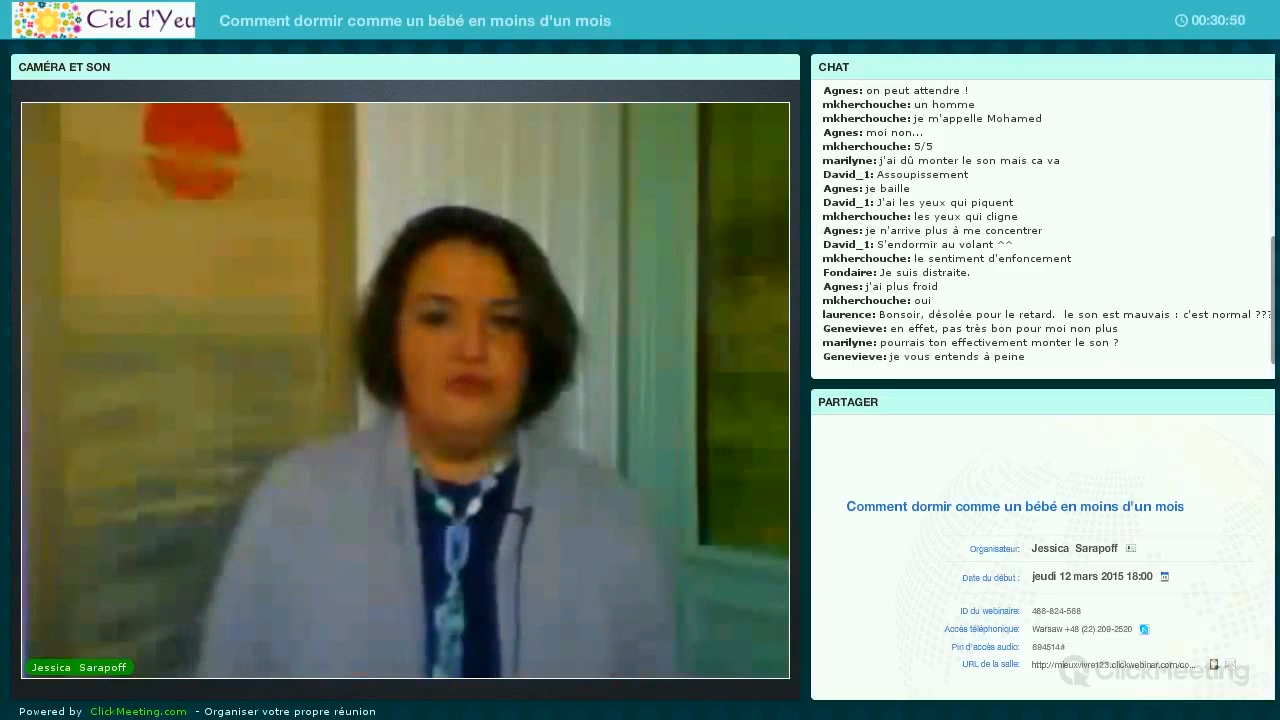 Ciel d'Yeu
Comment dormir comme un bébé en moins d'un mois
00:30:50
CAMÉRA ET SON
Jessica Sarapoff
CHAT
Agnes: on peut attendre !
mkherchouche: un homme
mkherchouche: je m'appelle Mohamed
Agnes: moi non...
mkherchouche: 5/5
marilyne: j'ai dû monter le son mais ca va
David_1: Assoupissement
Agnes: je baille
David_1: J'ai les yeux qui piquent
mkherchouche: les yeux qui cligne
Agnes: je n'arrive plus à me concentrer
David_1: S'endormir au volant ^^
mkherchouche: le sentiment d'enfoncement
Fondaire: Je suis distraite.
Agnes: j'ai plus froid
mkherchouche: oui
laurence: Bonsoir, désolée pour le retard. le son est mauvais : c'est normal ???
Genevieve: en effet, pas très bon pour moi non plus
marilyne: pourrais ton effectivement monter le son ?
Genevieve: je vous entends à peine
PARTAGER
Comment dormir comme un bébé en moins d'un mois
Organisateur: Jessica Sarapoff
Date du début : jeudi 12 mars 2015 18:00
ID du webinaire: 466-824-568
Accès téléphonique: Warsaw +48 (22) 209-2520
Pin d'accès audio: 694514#
URL de la salle: http://mieuxvivre123.clickwebinar.com/co...
ClickMeeting
Powered by ClickMeeting.com - Organiser votre propre réunion